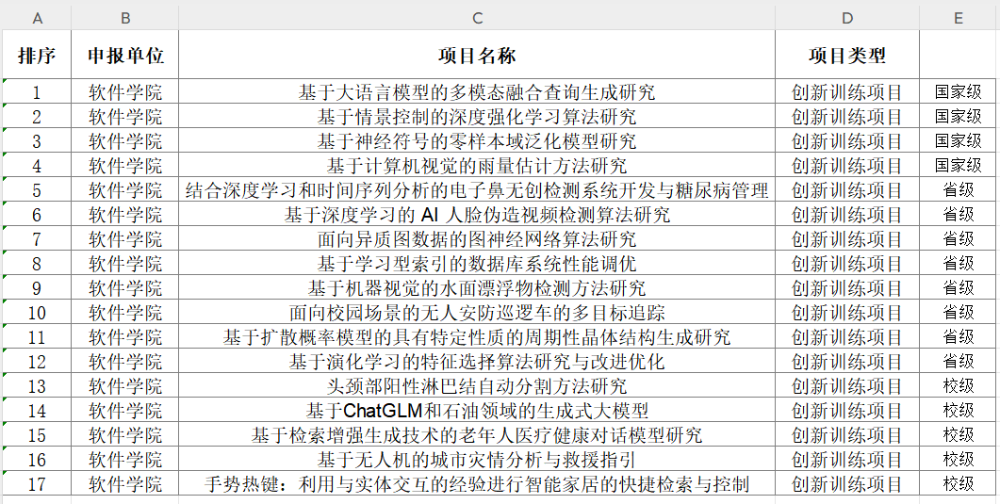 A B C D E
排序 申报单位 项目名称 项目类型
1 软件学院 基于大语言模型的多模态融合查询生成研究 创新训练项目 国家级
2 软件学院 基于情景控制的深度强化学习算法研究 创新训练项目 国家级
3 软件学院 基于神经符号的零样本域泛化模型研究 创新训练项目 国家级
4 软件学院 基于计算机视觉的雨量估计方法研究 创新训练项目 国家级
5 软件学院 结合深度学习和时间序列分析的电子鼻无创检测系统开发与糖尿病管理 创新训练项目 省级
6 软件学院 基于深度学习的 AI 人脸伪造视频检测算法研究 创新训练项目 省级
7 软件学院 面向异质图数据的图神经网络算法研究 创新训练项目 省级
8 软件学院 基于学习型索引的数据库系统性能调优 创新训练项目 省级
9 软件学院 基于机器视觉的水面漂浮物检测方法研究 创新训练项目 省级
10 软件学院 面向校园场景的无人安防巡逻车的多目标追踪 创新训练项目 省级
11 软件学院 基于扩散概率模型的具有特定性质的周期性晶体结构生成研究 创新训练项目 省级
12 软件学院 基于演化学习的特征选择算法研究与改进优化 创新训练项目 省级
13 软件学院 头颈部阳性淋巴结自动分割方法研究 创新训练项目 校级
14 软件学院 基于ChatGLM和石油领域的生成式大模型 创新训练项目 校级
15 软件学院 基于检索增强生成技术的老年人医疗健康对话模型研究 创新训练项目 校级
16 软件学院 基于无人机的城市灾情分析与救援指引 创新训练项目 校级
17 软件学院 手势热键：利用与实体交互的经验进行智能家居的快捷检索与控制 创新训练项目 校级